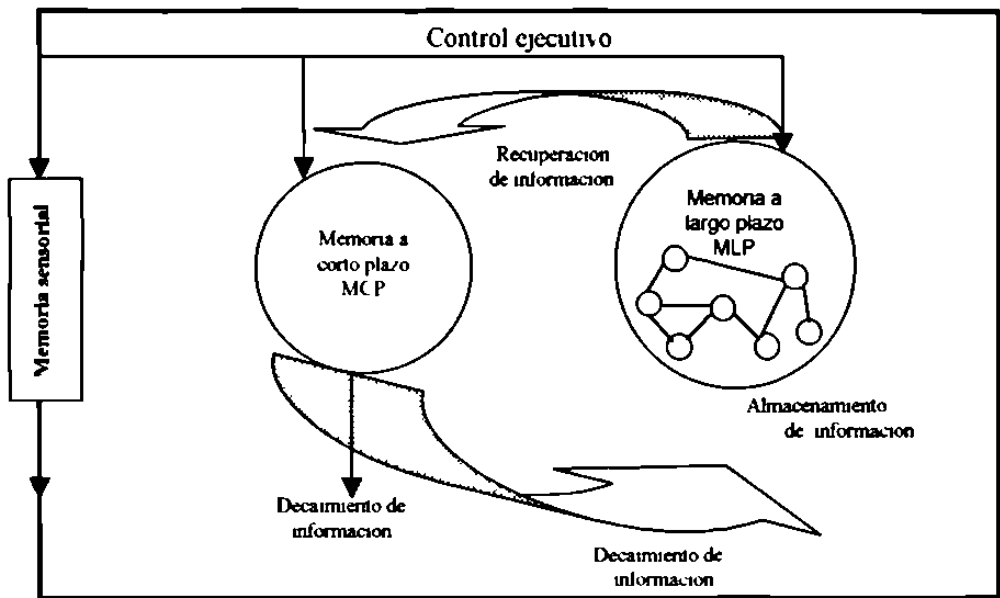 Control ejecutivo
Recuperacion
de informacion
Memoria a
largo plazo
MLP
Memoria a
corto plazo
MCP
Memoria sensorial
Almacenamiento
de informacion
Decaimiento de
informacion
Decaimiento de
informacion